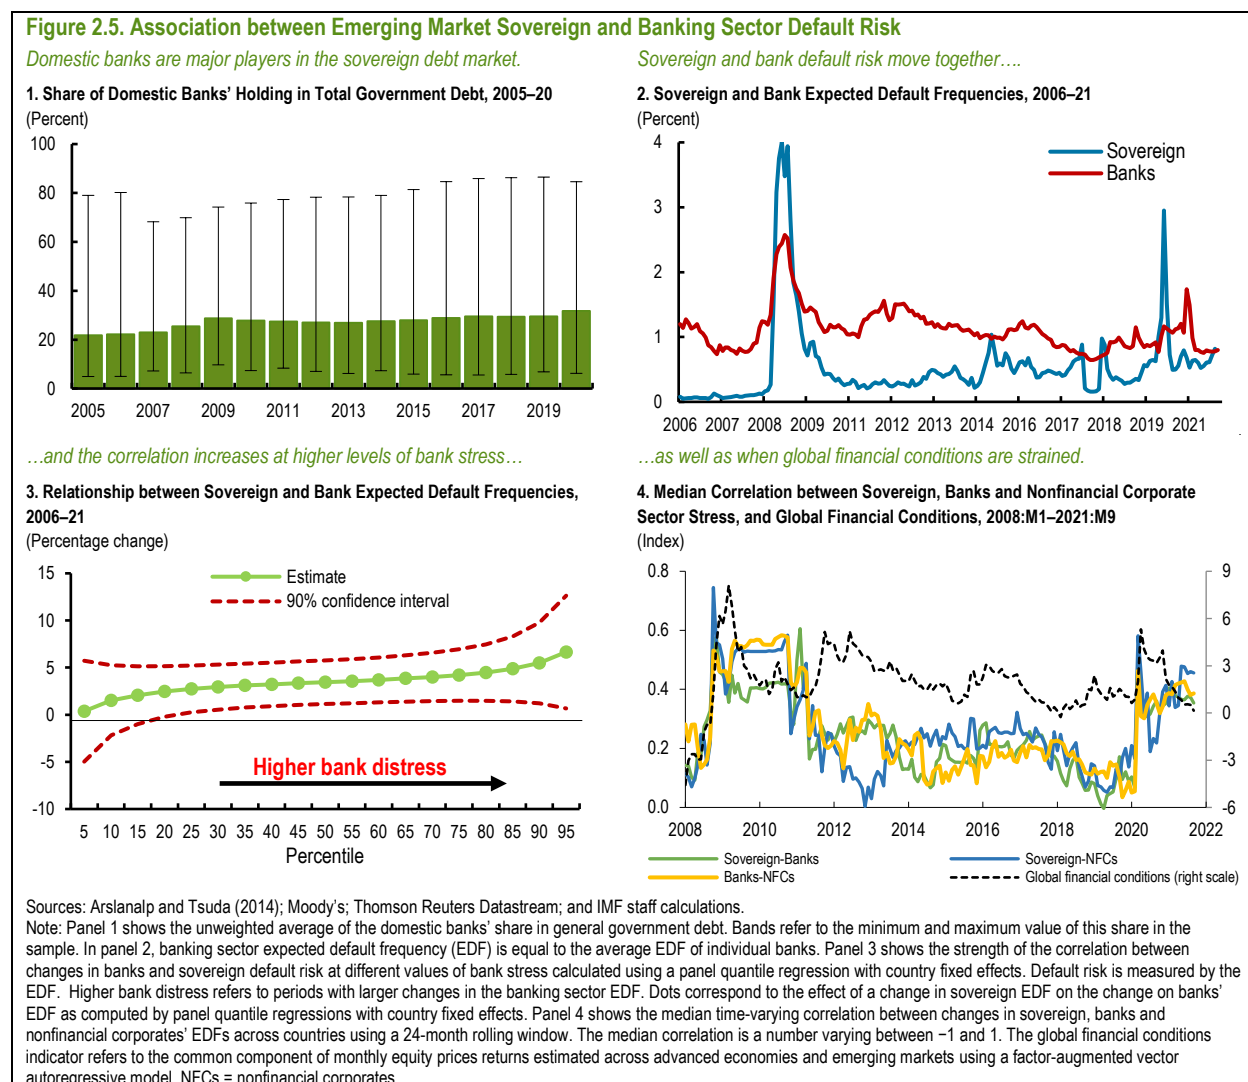 Figure 2.5. Association between Emerging Market Sovereign and Banking Sector Default Risk
Domestic banks are major players in the sovereign debt market.
1. Share of Domestic Banks' Holding in Total Government Debt, 2005–20
(Percent)
100
80
60
40
20
0
2005 2007 2009 2011 2013 2015 2017 2019
Sovereign and bank default risk move together….
2. Sovereign and Bank Expected Default Frequencies, 2006–21
(Percent)
4
3
2
1
0
Sovereign
Banks
2006 2007 2008 2009 2010 2011 2012 2013 2014 2015 2017 2018 2019 2021
…and the correlation increases at higher levels of bank stress…
3. Relationship between Sovereign and Bank Expected Default Frequencies,
2006–21
(Percentage change)
15
10
5
0
-5
-10
Estimate
90% confidence interval
Higher bank distress
5 10 15 20 25 30 35 40 45 50 55 60 65 70 75 80 85 90 95
Percentile
…as well as when global financial conditions are strained.
4. Median Correlation between Sovereign, Banks and Nonfinancial Corporate
Sector Stress, and Global Financial Conditions, 2008:M1–2021:M9
(Index)
0.8
0.6
0.4
0.2
0.0
9
6
3
0
-3
-6
2008 2010 2012 2014 2016 2018 2020 2022
Sovereign-Banks
Sovereign-NFCs
Banks-NFCs
Global financial conditions (right scale)
Sources: Arslanalp and Tsuda (2014); Moody's; Thomson Reuters Datastream; and IMF staff calculations.
Note: Panel 1 shows the unweighted average of the domestic banks' share in general government debt. Bands refer to the minimum and maximum value of this share in the
sample. In panel 2, banking sector expected default frequency (EDF) is equal to the average EDF of individual banks. Panel 3 shows the strength of the correlation between
changes in banks and sovereign default risk at different values of bank stress calculated using a panel quantile regression with country fixed effects. Default risk is measured by the
EDF. Higher bank distress refers to periods with larger changes in the banking sector EDF. Dots correspond to the effect of a change in sovereign EDF on the change on banks'
EDF as computed by panel quantile regressions with country fixed effects. Panel 4 shows the median time-varying correlation between changes in sovereign, banks and
nonfinancial corporates' EDFs across countries using a 24-month rolling window. The median correlation is a number varying between −1 and 1. The global financial conditions
indicator refers to the common component of monthly equity prices returns estimated across advanced economies and emerging markets using a factor-augmented vector
autoregressive model. NFCs = nonfinancial corporates